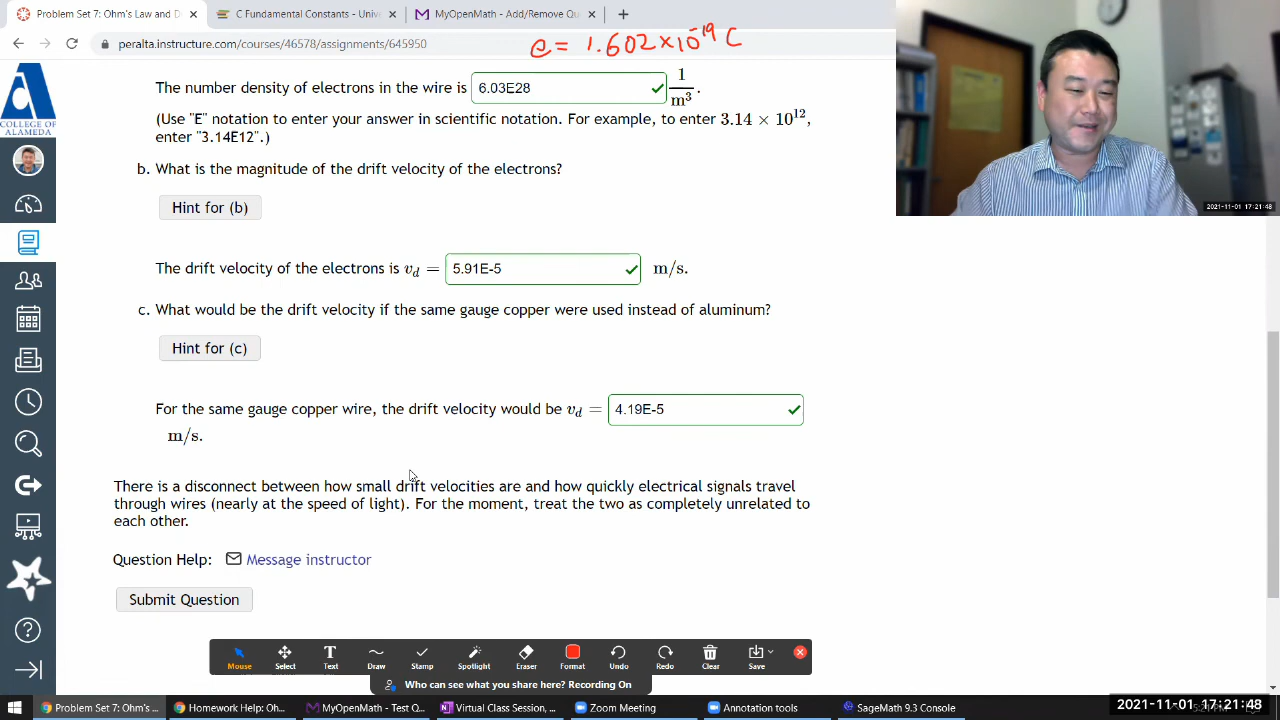 Problem Set 7: Ohm's Law and D
C Fundamental Constants - Unive
MyOpenMath - Add/Remove Qu
peralta.instructure.com/courses/46578/assignments/645950
e = 1.602×10⁻¹⁹ C
COLLEGE OF
ALAMEDA
The number density of electrons in the wire is 6.03E28 1/m³.
(Use "E" notation to enter your answer in scientific notation. For example, to enter 3.14 × 10¹²,
enter "3.14E12".)
b. What is the magnitude of the drift velocity of the electrons?
Hint for (b)
The drift velocity of the electrons is v_d = 5.91E-5 m/s.
c. What would be the drift velocity if the same gauge copper were used instead of aluminum?
Hint for (c)
For the same gauge copper wire, the drift velocity would be v_d = 4.19E-5
m/s.
There is a disconnect between how small drift velocities are and how quickly electrical signals travel
through wires (nearly at the speed of light). For the moment, treat the two as completely unrelated to
each other.
Question Help: Message instructor
Submit Question
Mouse Select Text Draw Stamp Spotlight Eraser Format Undo Redo Clear Save
Who can see what you share here? Recording On
Problem Set 7: Ohm's ...
Homework Help: Oh...
MyOpenMath - Test Q...
Virtual Class Session, ...
Zoom Meeting
Annotation tools
SageMath 9.3 Console
2021-11-01 17:21:48
2021-11-01 17:21:48